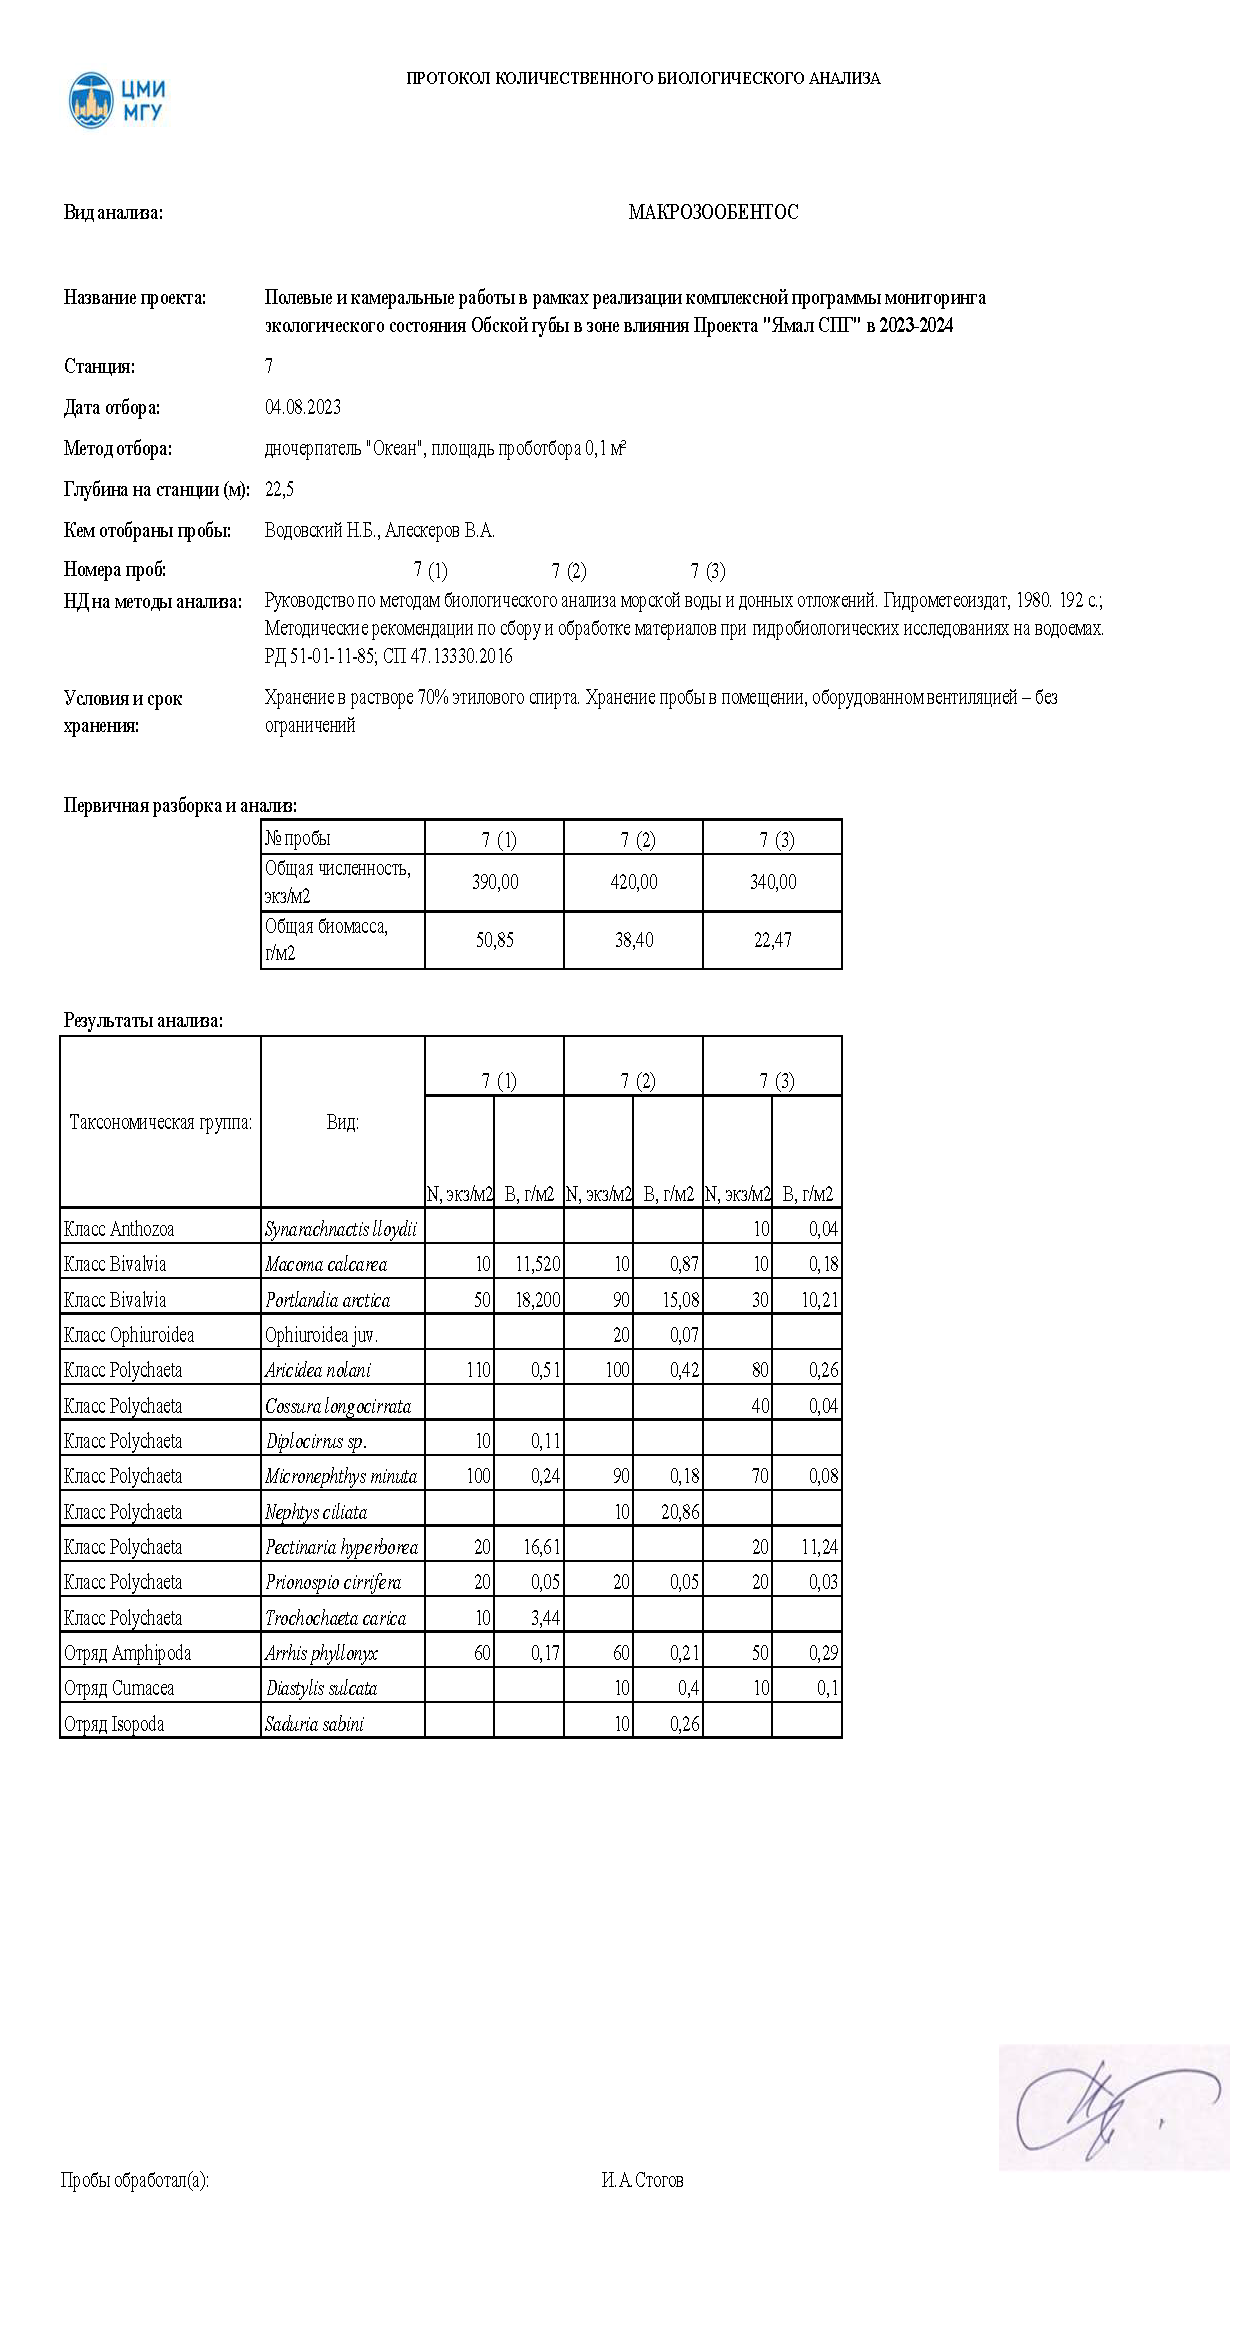 ЦМИ
МГУ
ПРОТОКОЛ КОЛИЧЕСТВЕННОГО БИОЛОГИЧЕСКОГО АНАЛИЗА
Вид анализа: МАКРОЗООБЕНТОС
Название проекта: Полевые и камеральные работы в рамках реализации комплексной программы мониторинга
экологического состояния Обской губы в зоне влияния Проекта "Ямал СПГ" в 2023-2024
Станция: 7
Дата отбора: 04.08.2023
Метод отбора: дночерпатель "Океан", площадь проботбора 0,1 м²
Глубина на станции (м): 22,5
Кем отобраны пробы: Водовский Н.Б., Алескеров В.А.
Номера проб: 7 (1) 7 (2) 7 (3)
НД на методы анализа: Руководство по методам биологического анализа морской воды и донных отложений. Гидрометеоиздат, 1980. 192 с.;
Методические рекомендации по сбору и обработке материалов при гидробиологических исследованиях на водоемах.
РД 51-01-11-85; СП 47.13330.2016
Условия и срок Хранение в растворе 70% этилового спирта. Хранение пробы в помещении, оборудованном вентиляцией – без
хранения: ограничений
Первичная разборка и анализ:
№ пробы 7 (1) 7 (2) 7 (3)
Общая численность,
экз/м2 390,00 420,00 340,00
Общая биомасса,
г/м2 50,85 38,40 22,47
Результаты анализа:
7 (1) 7 (2) 7 (3)
Таксономическая группа: Вид:
N, экз/м2 B, г/м2 N, экз/м2 B, г/м2 N, экз/м2 B, г/м2
Класс Anthozoa Synarachnactis lloydii 10 0,04
Класс Bivalvia Macoma calcarea 10 11,520 10 0,87 10 0,18
Класс Bivalvia Portlandia arctica 50 18,200 90 15,08 30 10,21
Класс Ophiuroidea Ophiuroidea juv. 20 0,07
Класс Polychaeta Aricidea nolani 110 0,51 100 0,42 80 0,26
Класс Polychaeta Cossura longocirrata 40 0,04
Класс Polychaeta Diplocirrus sp. 10 0,11
Класс Polychaeta Micronephthys minuta 100 0,24 90 0,18 70 0,08
Класс Polychaeta Nephtys ciliata 10 20,86
Класс Polychaeta Pectinaria hyperborea 20 16,61 20 11,24
Класс Polychaeta Prionospio cirrifera 20 0,05 20 0,05 20 0,03
Класс Polychaeta Trochochaeta carica 10 3,44
Отряд Amphipoda Arrhis phyllonyx 60 0,17 60 0,21 50 0,29
Отряд Cumacea Diastylis sulcata 10 0,4 10 0,1
Отряд Isopoda Saduria sabini 10 0,26
Пробы обработал(а): И.А.Стогов